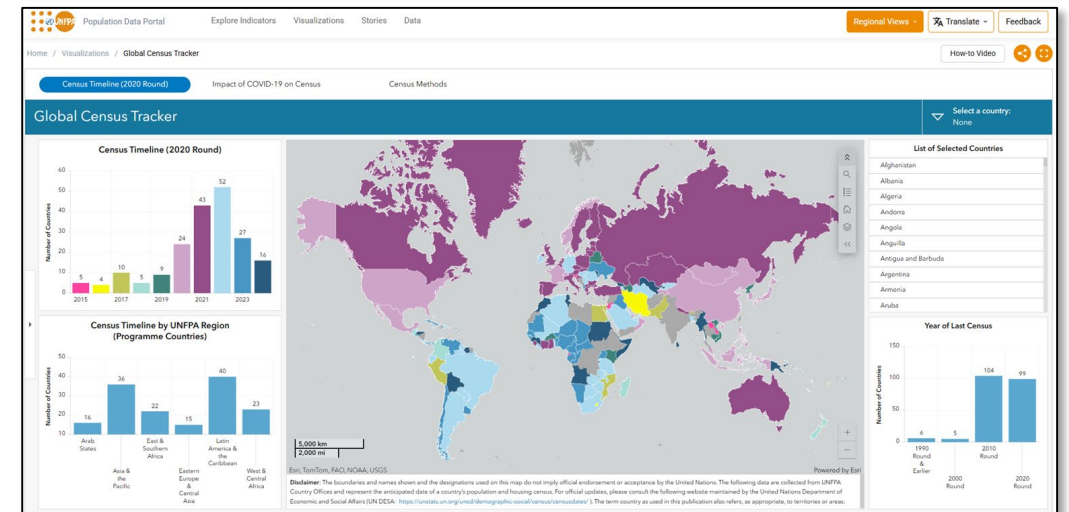 UNFPA
Population Data Portal
Explore Indicators
Visualizations
Stories
Data
Regional Views
Translate
Feedback
Home / Visualizations / Global Census Tracker
How-to Video
Census Timeline (2020 Round)
Impact of COVID-19 on Census
Census Methods
Global Census Tracker
Select a country:
None
Census Timeline (2020 Round)
Number of Countries
60
50
40
30
20
10
0
5
4
10
5
9
24
43
52
27
16
2015
2017
2019
2021
2023
Census Timeline by UNFPA Region
(Programme Countries)
Number of Countries
50
40
30
20
10
16
36
22
15
40
23
Arab
States
Asia &
the
Pacific
East &
Southern
Africa
Eastern
Europe
&
Central
Asia
Latin
America &
the
Caribbean
West &
Central
Africa
5,000 km
2,000 mi
Esri, TomTom, FAO, NOAA, USGS
Powered by Esri
Disclaimer: The boundaries and names shown and the designations used on this map do not imply official endorsement or acceptance by the United Nations. The following data are collected from UNFPA
Country Offices and represent the anticipated date of a country's population and housing census. For official updates, please consult the following website maintained by the United Nations Department of
Economic and Social Affairs (UN DESA: https://unstats.un.org/unsd/demographic-social/census/censusdates/ ). The term country as used in this publication also refers, as appropriate, to territories or areas.
List of Selected Countries
Afghanistan
Albania
Algeria
Andorra
Angola
Anguilla
Antigua and Barbuda
Argentina
Armenia
Aruba
Year of Last Census
Number of Countries
150
100
50
0
6
5
104
99
1990
Round
&
Earlier
2000
Round
2010
Round
2020
Round